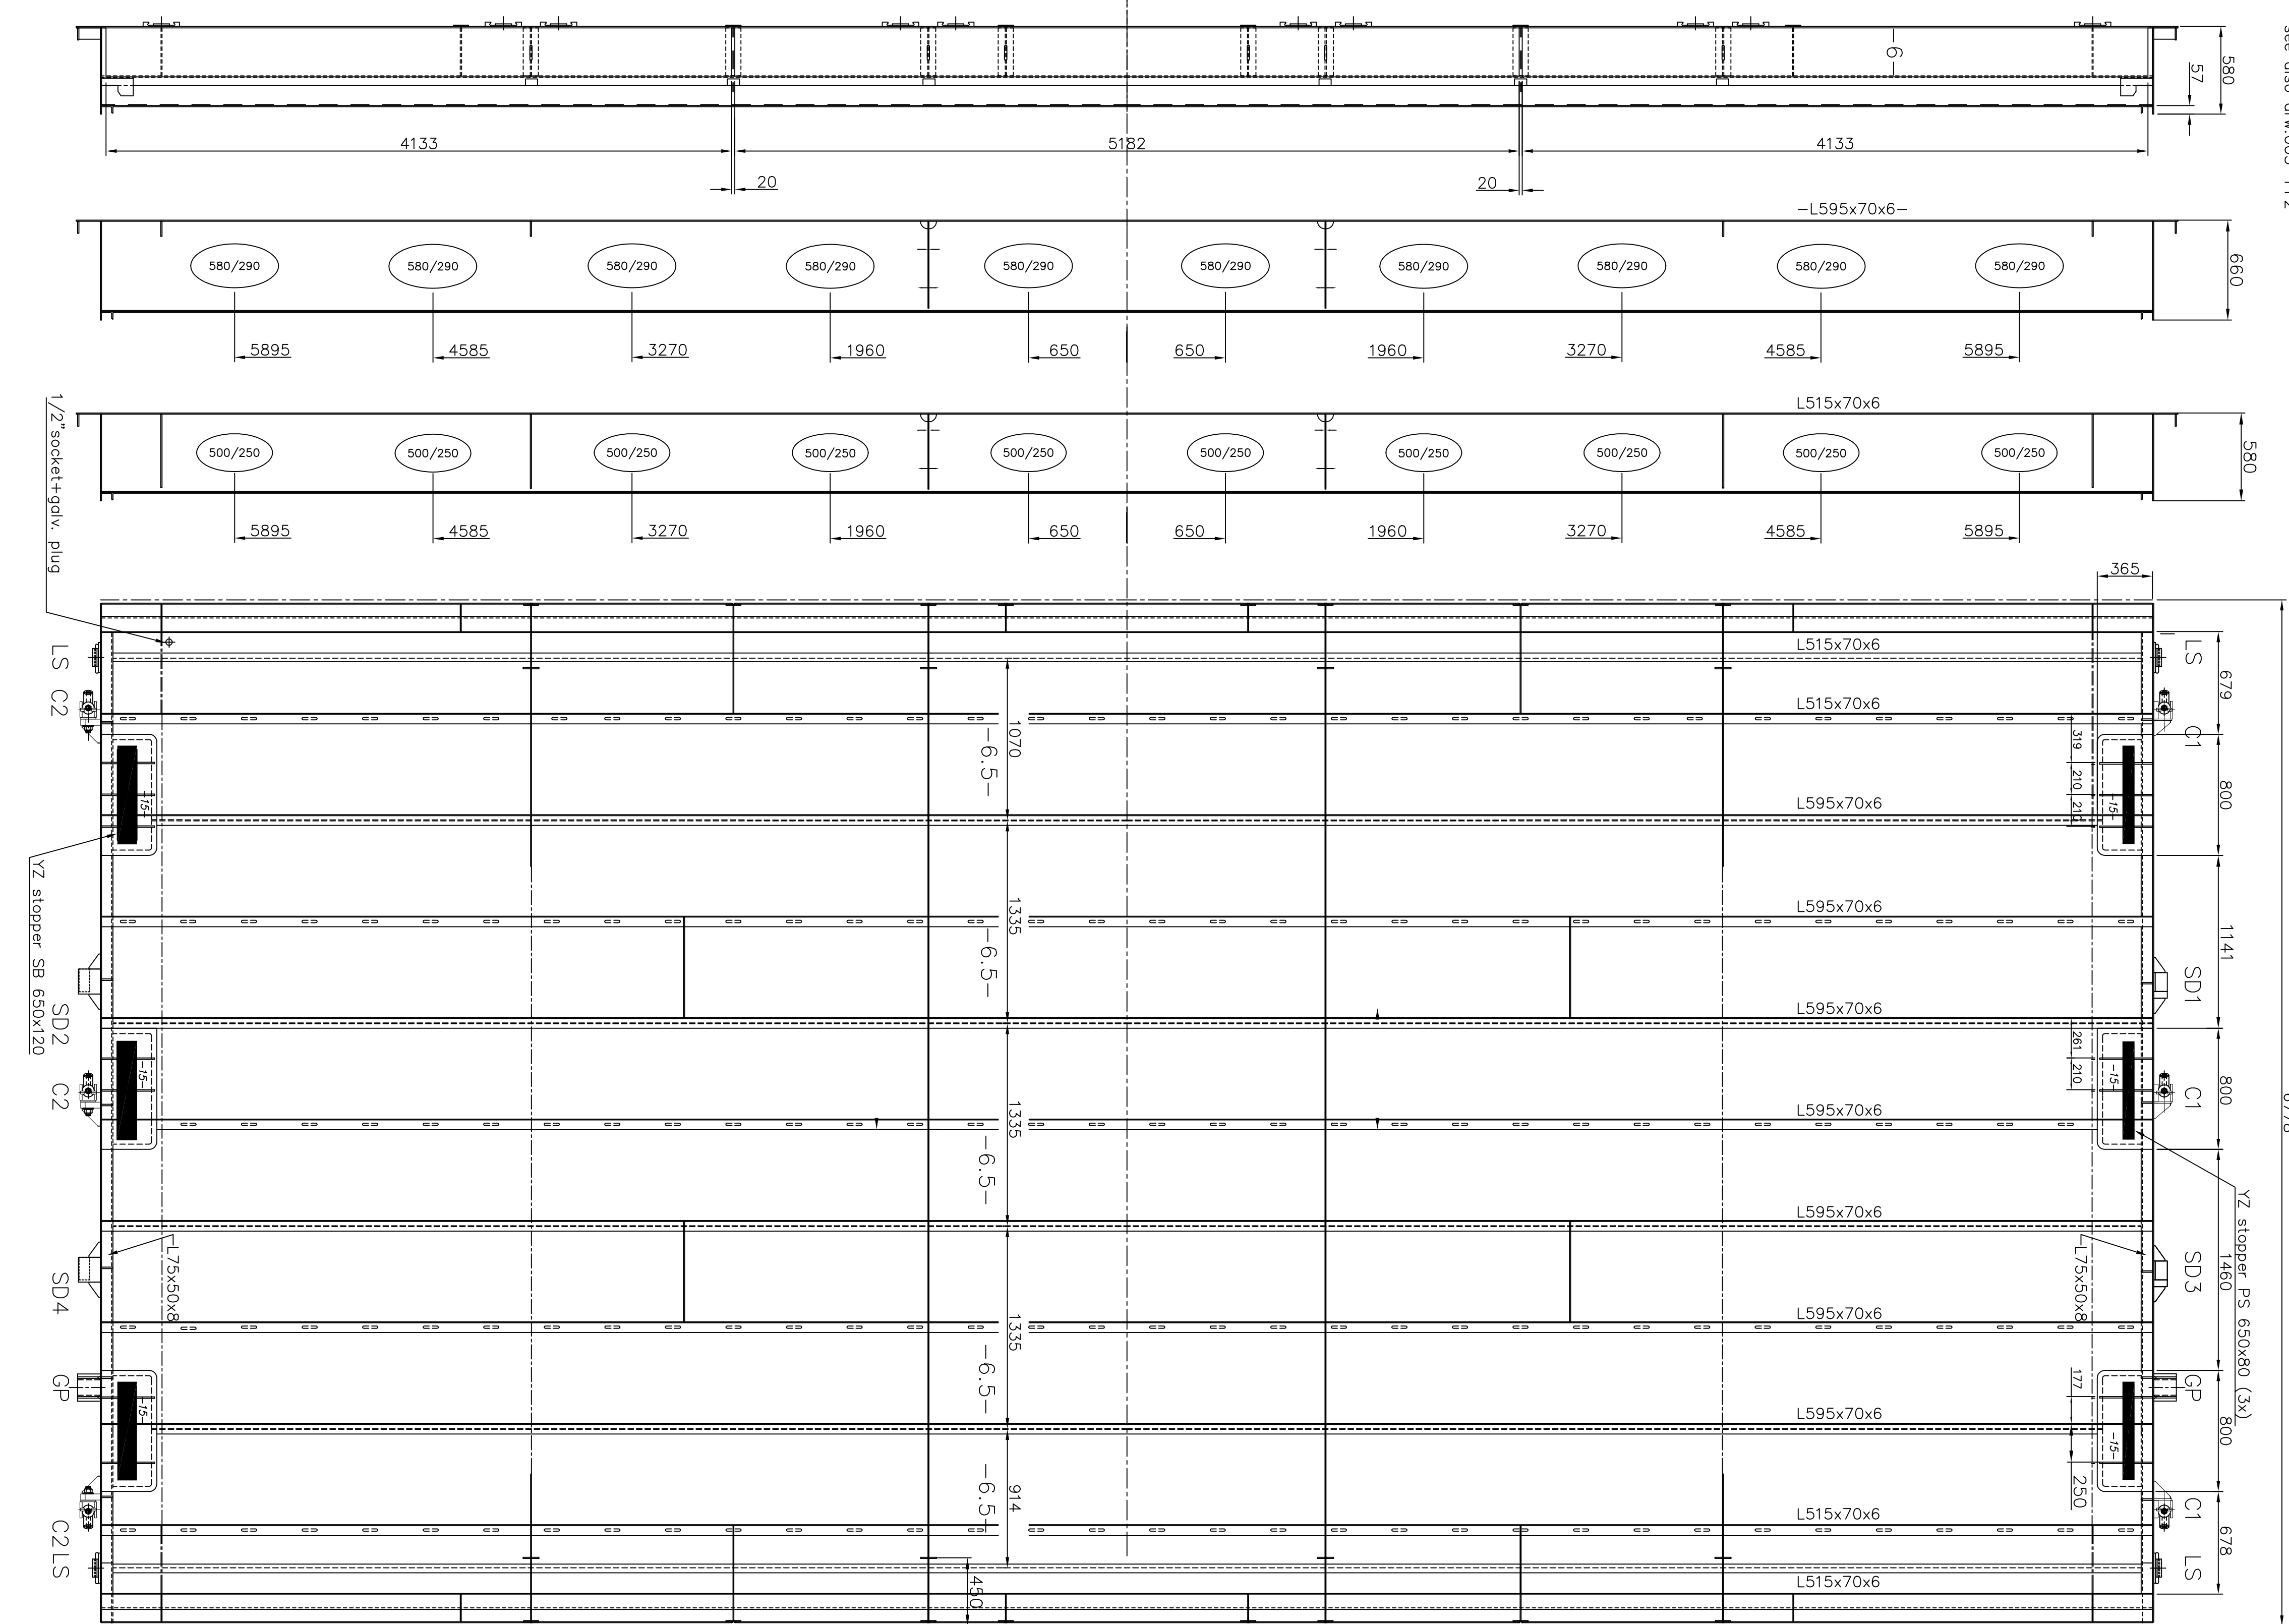 6
580
57
4133
5182
4133
20
20
-L595x70x6-
660
580/290
580/290
580/290
580/290
580/290
580/290
580/290
580/290
580/290
580/290
5895
4585
3270
1960
650
650
1960
3270
4585
5895
L515x70x6
580
500/250
500/250
500/250
500/250
500/250
500/250
500/250
500/250
500/250
500/250
5895
4585
3270
1960
650
650
1960
3270
4585
5895
1/2"socket+galv. plug
365
LS
L515x70x6
LS
679
C2
L515x70x6
C1
1070
-6.5-
319
210
210
800
-15-
-15-
L595x70x6
YZ stopper SB 650x120
1335
-6.5-
L595x70x6
1141
SD2
SD1
L595x70x6
261
210
-15-
-15-
800
C2
C1
1335
-6.5-
L595x70x6
YZ stopper PS 650x80 (3x)
L595x70x6
-L75x50x8
-L75x50x8
SD4
SD3
1460
1335
-6.5-
L595x70x6
GP
GP
177
800
-15-
-15-
L595x70x6
250
914
-6.5-
C2
C1
L515x70x6
678
LS
LS
450
L515x70x6